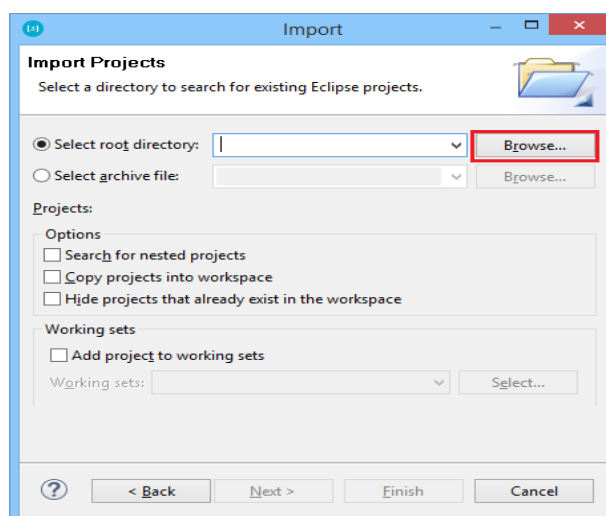 Import
Import Projects
Select a directory to search for existing Eclipse projects.
Select root directory: Browse...
Select archive file: Browse...
Projects:
Options
Search for nested projects
Copy projects into workspace
Hide projects that already exist in the workspace
Working sets
Add project to working sets
Working sets: Select...
? < Back Next > Finish Cancel